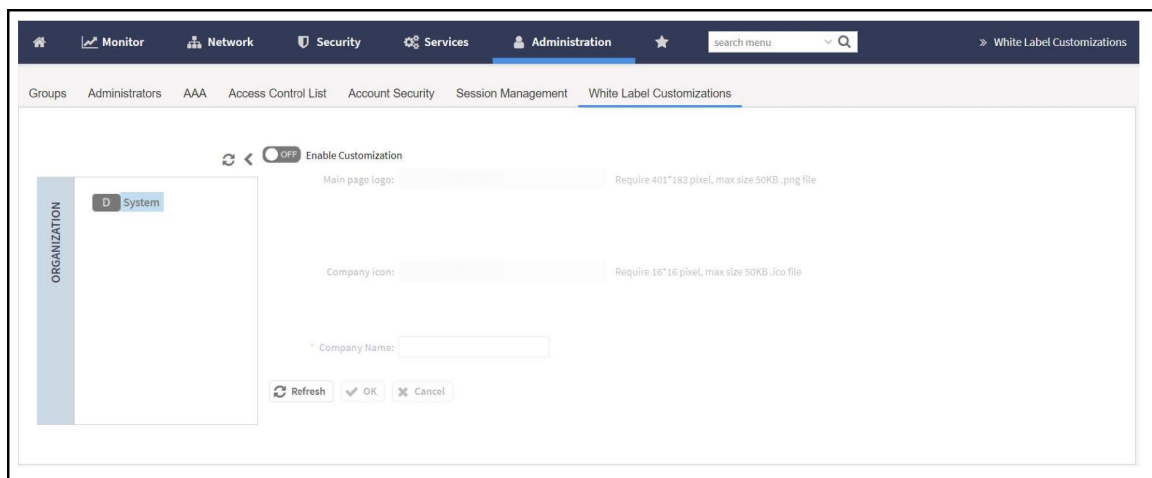 Monitor Network Security Services Administration search menu » White Label Customizations
Groups Administrators AAA Access Control List Account Security Session Management White Label Customizations
OFF Enable Customization
Main page logo: Require 401*183 pixel, max size 50KB .png file
ORGANIZATION
D System
Company icon: Require 16*16 pixel, max size 50KB .ico file
* Company Name:
Refresh OK Cancel